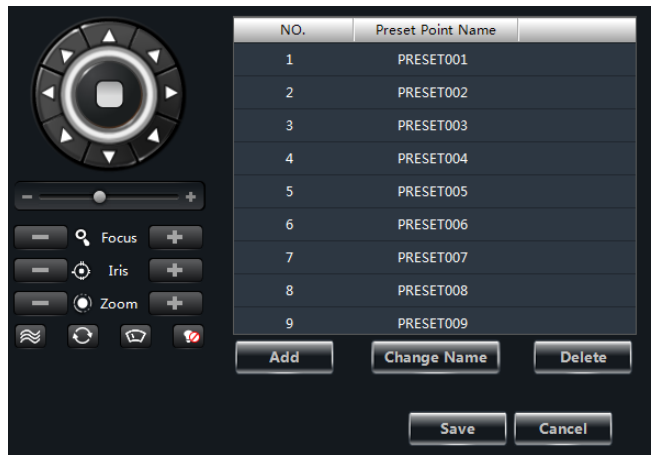 NO. Preset Point Name
1 PRESET001
2 PRESET002
3 PRESET003
4 PRESET004
5 PRESET005
6 PRESET006
7 PRESET007
8 PRESET008
9 PRESET009
Focus
Iris
Zoom
Add Change Name Delete
Save Cancel